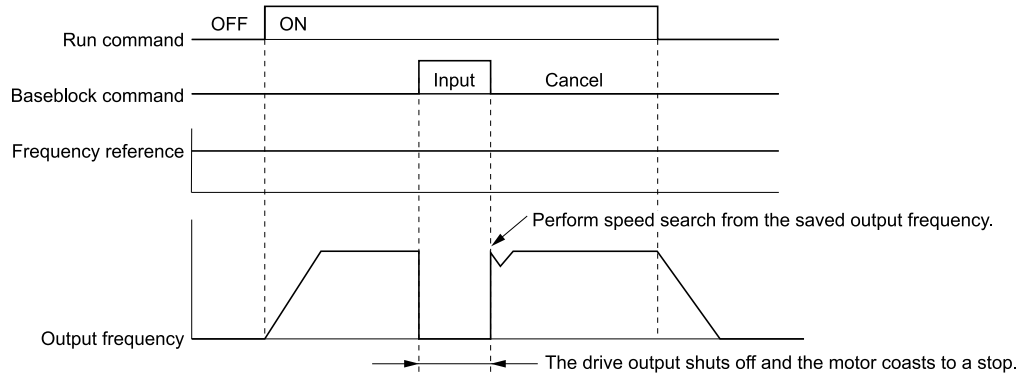 OFF ON
Run command
Input Cancel
Baseblock command
Frequency reference
Perform speed search from the saved output frequency.
Output frequency
The drive output shuts off and the motor coasts to a stop.